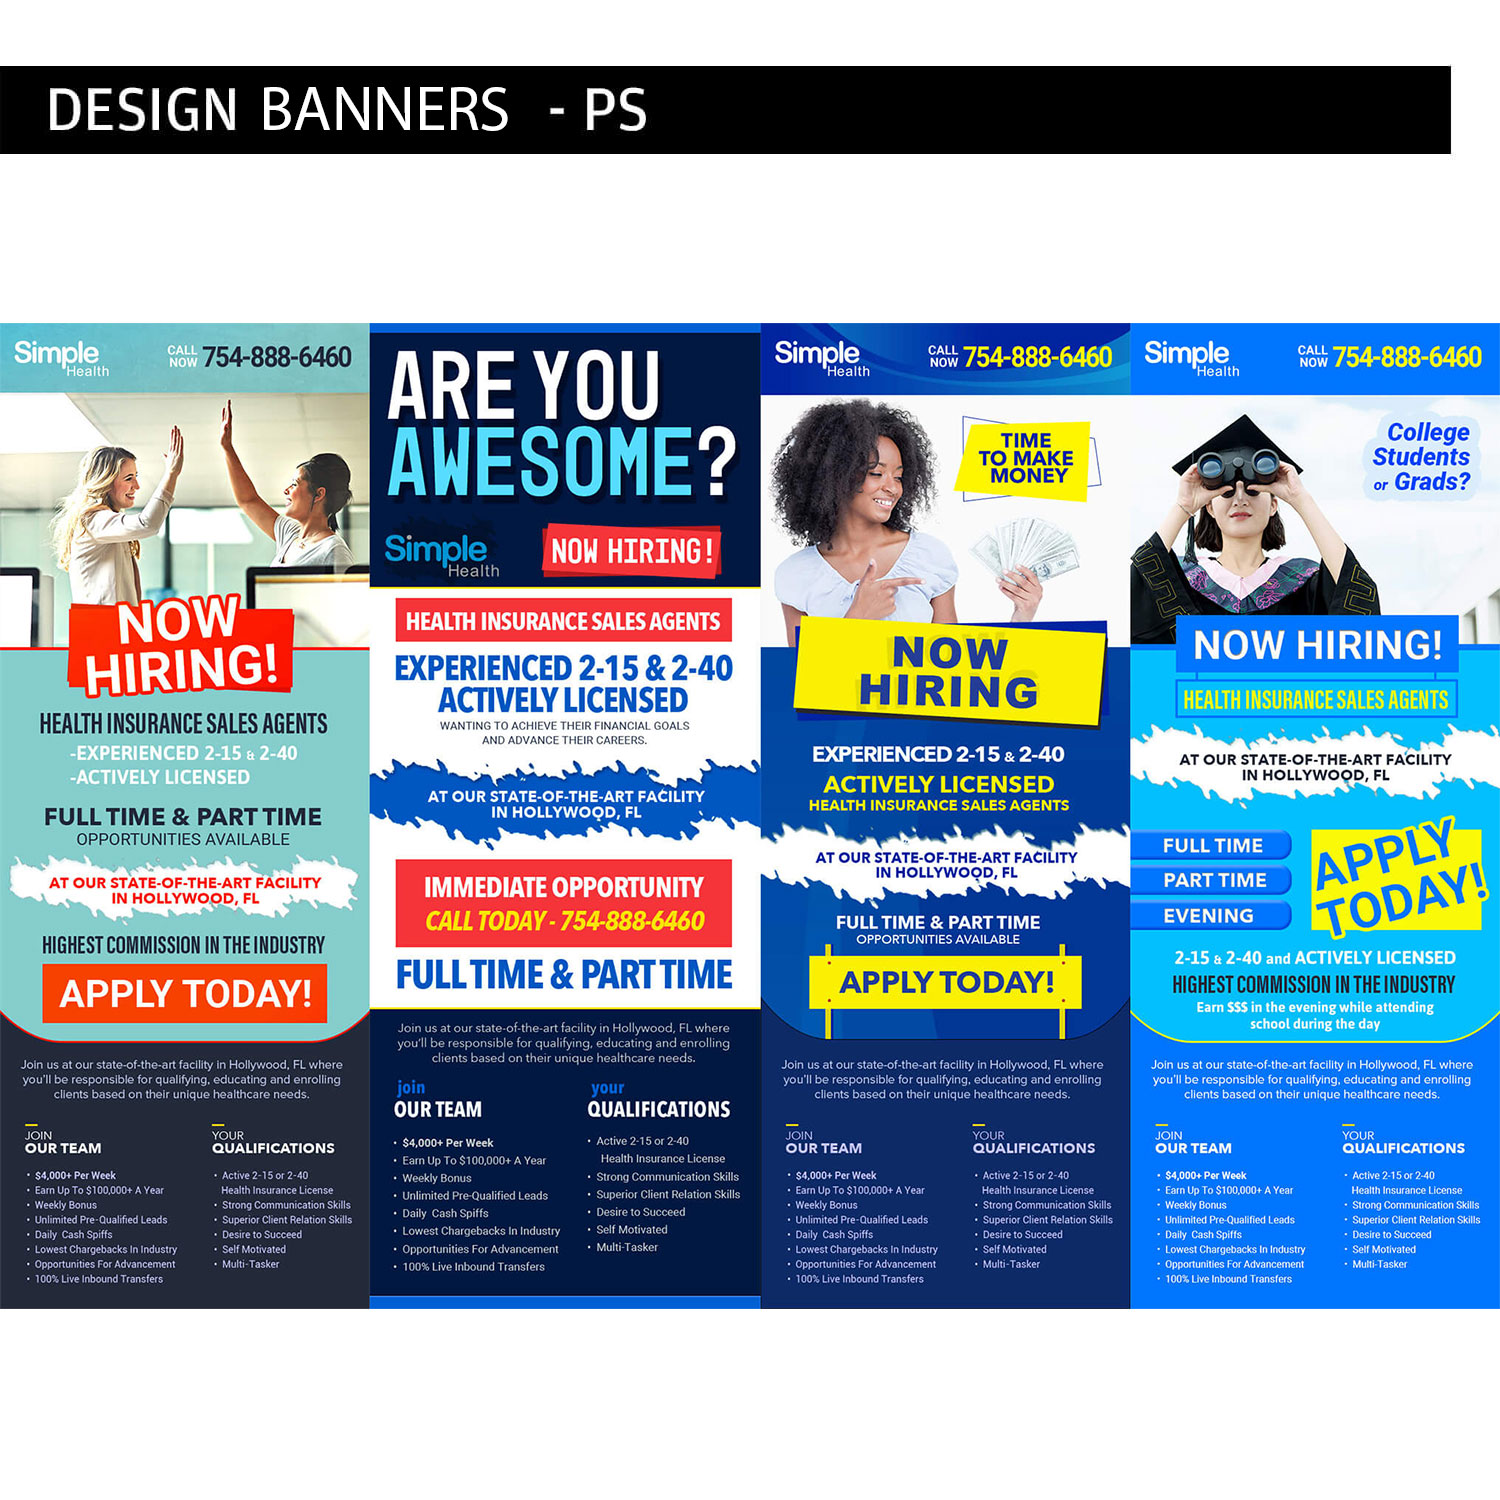 DESIGN BANNERS - PS
Simple
Health
CALL
NOW 754-888-6460
NOW
HIRING!
HEALTH INSURANCE SALES AGENTS
-EXPERIENCED 2-15 & 2-40
-ACTIVELY LICENSED
FULL TIME & PART TIME
OPPORTUNITIES AVAILABLE
AT OUR STATE-OF-THE-ART FACILITY
IN HOLLYWOOD, FL
HIGHEST COMMISSION IN THE INDUSTRY
APPLY TODAY!
Join us at our state-of-the-art facility in Hollywood, FL where
you'll be responsible for qualifying, educating and enrolling
clients based on their unique healthcare needs.
JOIN
OUR TEAM
• $4,000+ Per Week
• Earn Up To $100,000+ A Year
• Weekly Bonus
• Unlimited Pre-Qualified Leads
• Daily Cash Spiffs
• Lowest Chargebacks In Industry
• Opportunities For Advancement
• 100% Live Inbound Transfers
YOUR
QUALIFICATIONS
• Active 2-15 or 2-40
Health Insurance License
• Strong Communication Skills
• Superior Client Relation Skills
• Desire to Succeed
• Self Motivated
• Multi-Tasker
ARE YOU
AWESOME?
Simple
Health
NOW HIRING!
HEALTH INSURANCE SALES AGENTS
EXPERIENCED 2-15 & 2-40
ACTIVELY LICENSED
WANTING TO ACHIEVE THEIR FINANCIAL GOALS
AND ADVANCE THEIR CAREERS.
AT OUR STATE-OF-THE-ART FACILITY
IN HOLLYWOOD, FL
IMMEDIATE OPPORTUNITY
CALL TODAY - 754-888-6460
FULL TIME & PART TIME
Join us at our state-of-the-art facility in Hollywood, FL where
you'll be responsible for qualifying, educating and enrolling
clients based on their unique healthcare needs.
join
OUR TEAM
• $4,000+ Per Week
• Earn Up To $100,000+ A Year
• Weekly Bonus
• Unlimited Pre-Qualified Leads
• Daily Cash Spiffs
• Lowest Chargebacks In Industry
• Opportunities For Advancement
• 100% Live Inbound Transfers
your
QUALIFICATIONS
• Active 2-15 or 2-40
Health Insurance License
• Strong Communication Skills
• Superior Client Relation Skills
• Desire to Succeed
• Self Motivated
• Multi-Tasker
Simple
Health
CALL
NOW 754-888-6460
TIME
TO MAKE
MONEY
NOW
HIRING
EXPERIENCED 2-15 & 2-40
ACTIVELY LICENSED
HEALTH INSURANCE SALES AGENTS
AT OUR STATE-OF-THE-ART FACILITY
IN HOLLYWOOD, FL
FULL TIME & PART TIME
OPPORTUNITIES AVAILABLE
APPLY TODAY!
Join us at our state-of-the-art facility in Hollywood, FL where
you'll be responsible for qualifying, educating and enrolling
clients based on their unique healthcare needs.
JOIN
OUR TEAM
• $4,000+ Per Week
• Earn Up To $100,000+ A Year
• Weekly Bonus
• Unlimited Pre-Qualified Leads
• Daily Cash Spiffs
• Lowest Chargebacks In Industry
• Opportunities For Advancement
• 100% Live Inbound Transfers
YOUR
QUALIFICATIONS
• Active 2-15 or 2-40
Health Insurance License
• Strong Communication Skills
• Superior Client Relation Skills
• Desire to Succeed
• Self Motivated
• Multi-Tasker
Simple
Health
CALL
NOW 754-888-6460
College
Students
or Grads?
NOW HIRING!
HEALTH INSURANCE SALES AGENTS
AT OUR STATE-OF-THE-ART FACILITY
IN HOLLYWOOD, FL
FULL TIME
PART TIME
EVENING
APPLY
TODAY!
2-15 & 2-40 and ACTIVELY LICENSED
HIGHEST COMMISSION IN THE INDUSTRY
Earn $$$ in the evening while attending
school during the day
Join us at our state-of-the-art facility in Hollywood, FL where
you'll be responsible for qualifying, educating and enrolling
clients based on their unique healthcare needs.
JOIN
OUR TEAM
• $4,000+ Per Week
• Earn Up To $100,000+ A Year
• Weekly Bonus
• Unlimited Pre-Qualified Leads
• Daily Cash Spiffs
• Lowest Chargebacks In Industry
• Opportunities For Advancement
• 100% Live Inbound Transfers
YOUR
QUALIFICATIONS
• Active 2-15 or 2-40
Health Insurance License
• Strong Communication Skills
• Superior Client Relation Skills
• Desire to Succeed
• Self Motivated
• Multi-Tasker